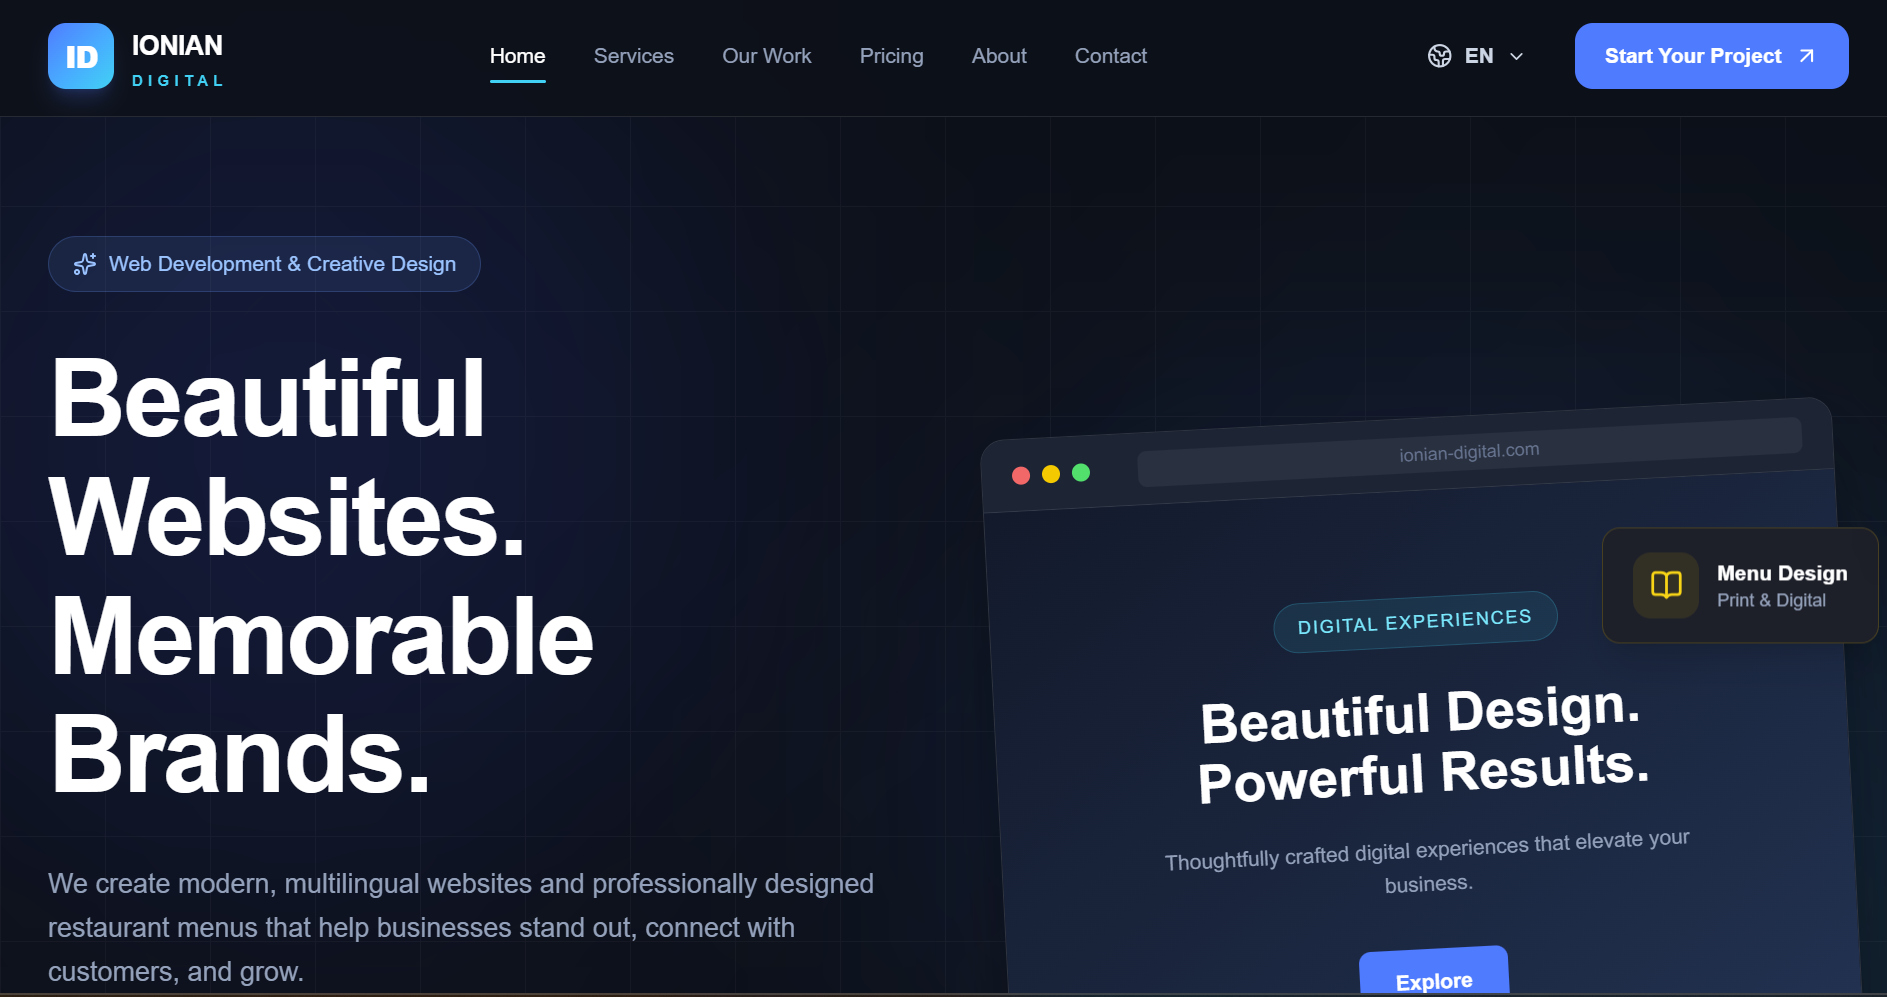 ID
IONIAN
DIGITAL
Home
Services
Our Work
Pricing
About
Contact
EN
Start Your Project
Web Development & Creative Design
Beautiful
Websites.
Memorable
Brands.
We create modern, multilingual websites and professionally designed
restaurant menus that help businesses stand out, connect with
customers, and grow.
ionian-digital.com
Menu Design
Print & Digital
DIGITAL EXPERIENCES
Beautiful Design.
Powerful Results.
Thoughtfully crafted digital experiences that elevate your
business.
Explore